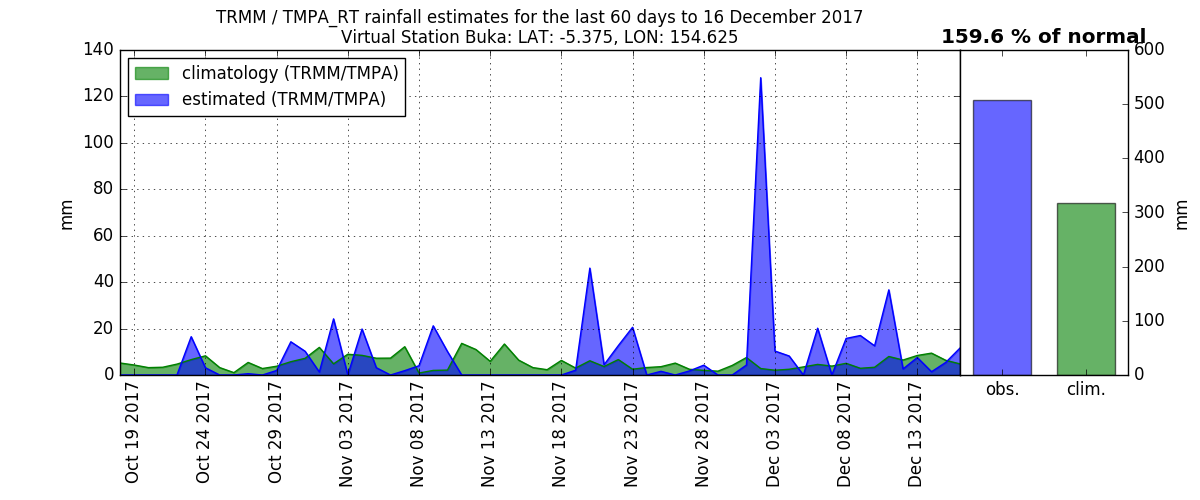 TRMM / TMPA_RT rainfall estimates for the last 60 days to 16 December 2017
Virtual Station Buka: LAT: -5.375, LON: 154.625
159.6 % of normal
climatology (TRMM/TMPA)
estimated (TRMM/TMPA)
mm
140
120
100
80
60
40
20
0
Oct 19 2017
Oct 24 2017
Oct 29 2017
Nov 03 2017
Nov 08 2017
Nov 13 2017
Nov 18 2017
Nov 23 2017
Nov 28 2017
Dec 03 2017
Dec 08 2017
Dec 13 2017
obs.
clim.
600
500
400
300
200
100
0
mm